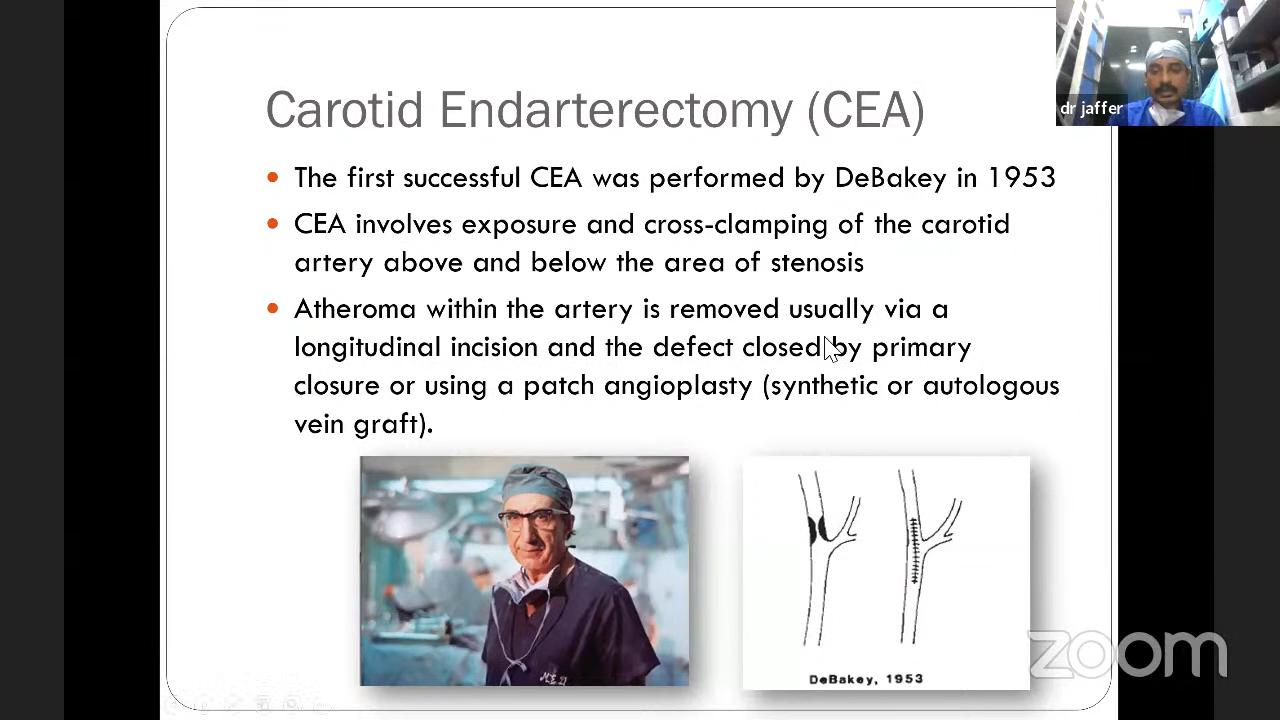 Carotid Endarterectomy (CEA)
dr jaffer
The first successful CEA was performed by DeBakey in 1953
CEA involves exposure and cross-clamping of the carotid
artery above and below the area of stenosis
Atheroma within the artery is removed usually via a
longitudinal incision and the defect closed by primary
closure or using a patch angioplasty (synthetic or autologous
vein graft).
DeBakey, 1953
zoom